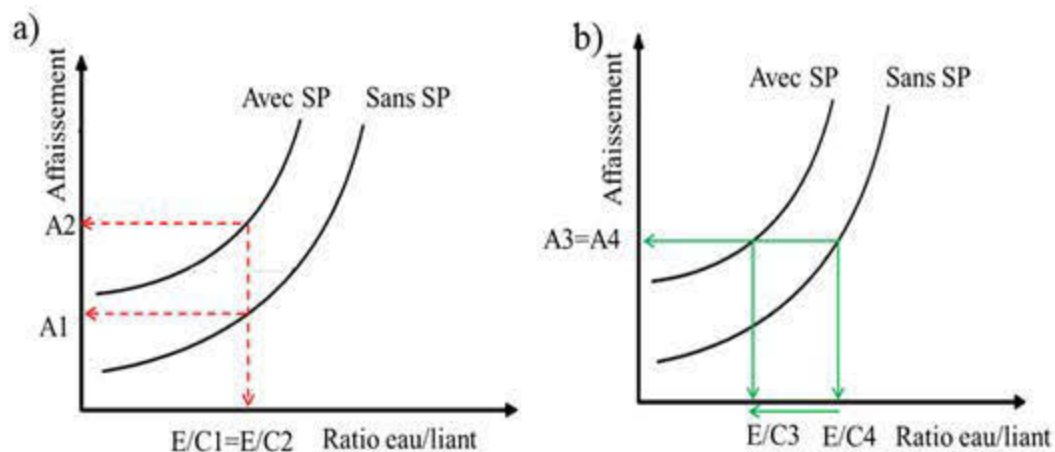 a)
Affaissement
Avec SP
Sans SP
A2
A1
E/C1=E/C2
Ratio eau/liant
b)
Affaissement
Avec SP
Sans SP
A3=A4
E/C3
E/C4
Ratio eau/liant